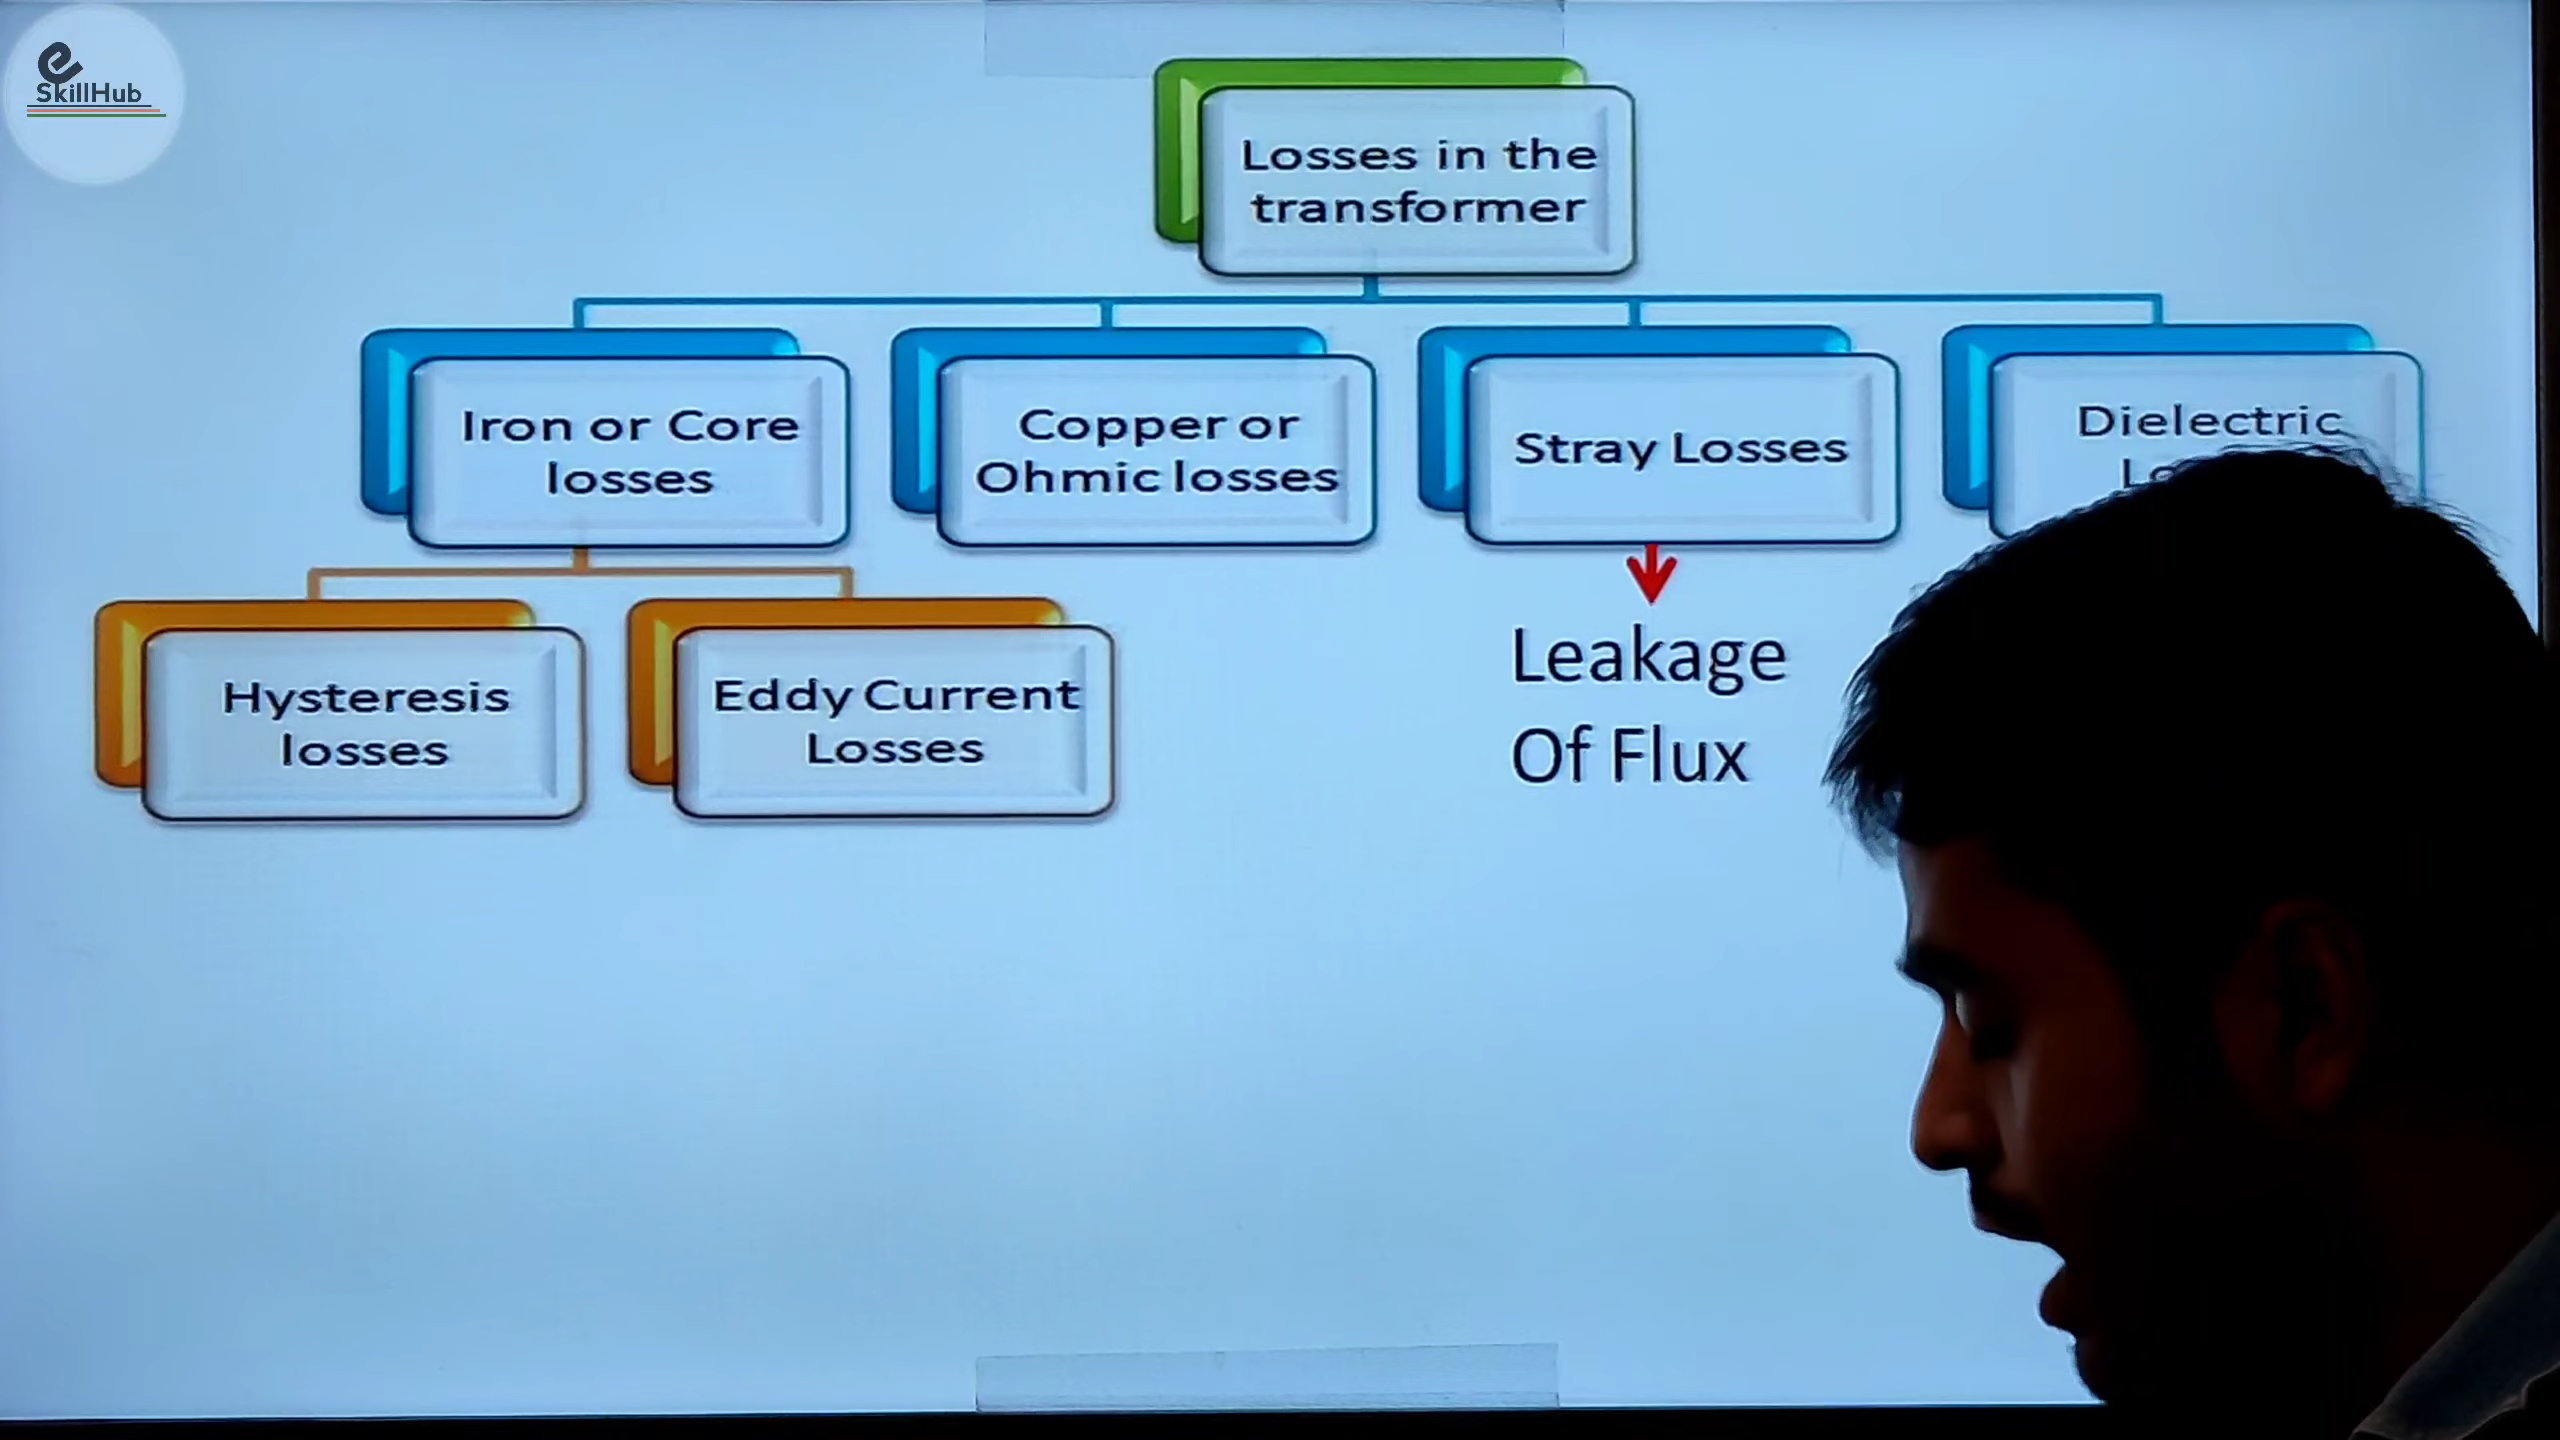 e
SkillHub
Losses in the
transformer
Iron or Core
losses
Copper or
Ohmic losses
Stray Losses
Dielectric
Hysteresis
losses
Eddy Current
Losses
Leakage
Of Flux